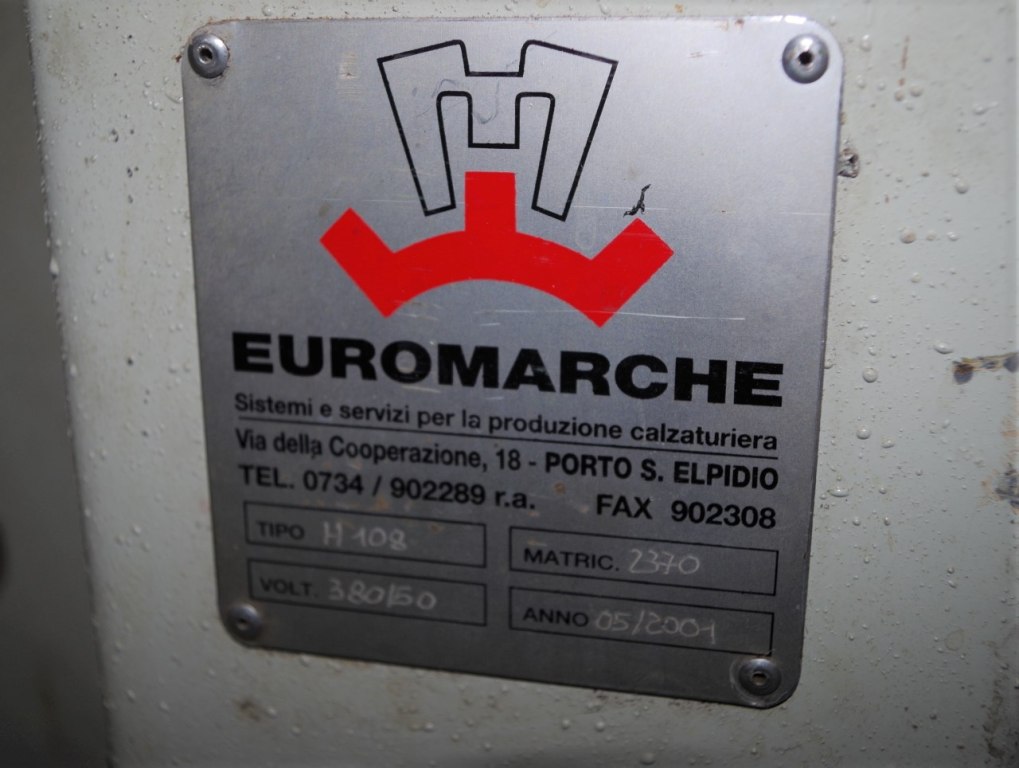 EUROMARCHE
Sistemi e servizi per la produzione calzaturiera
Via della Cooperazione, 18 - PORTO S. ELPIDIO
TEL. 0734 / 902289 r.a. FAX 902308
TIPO H 108
MATRIC. 2370
VOLT. 380/50
ANNO 05/2001